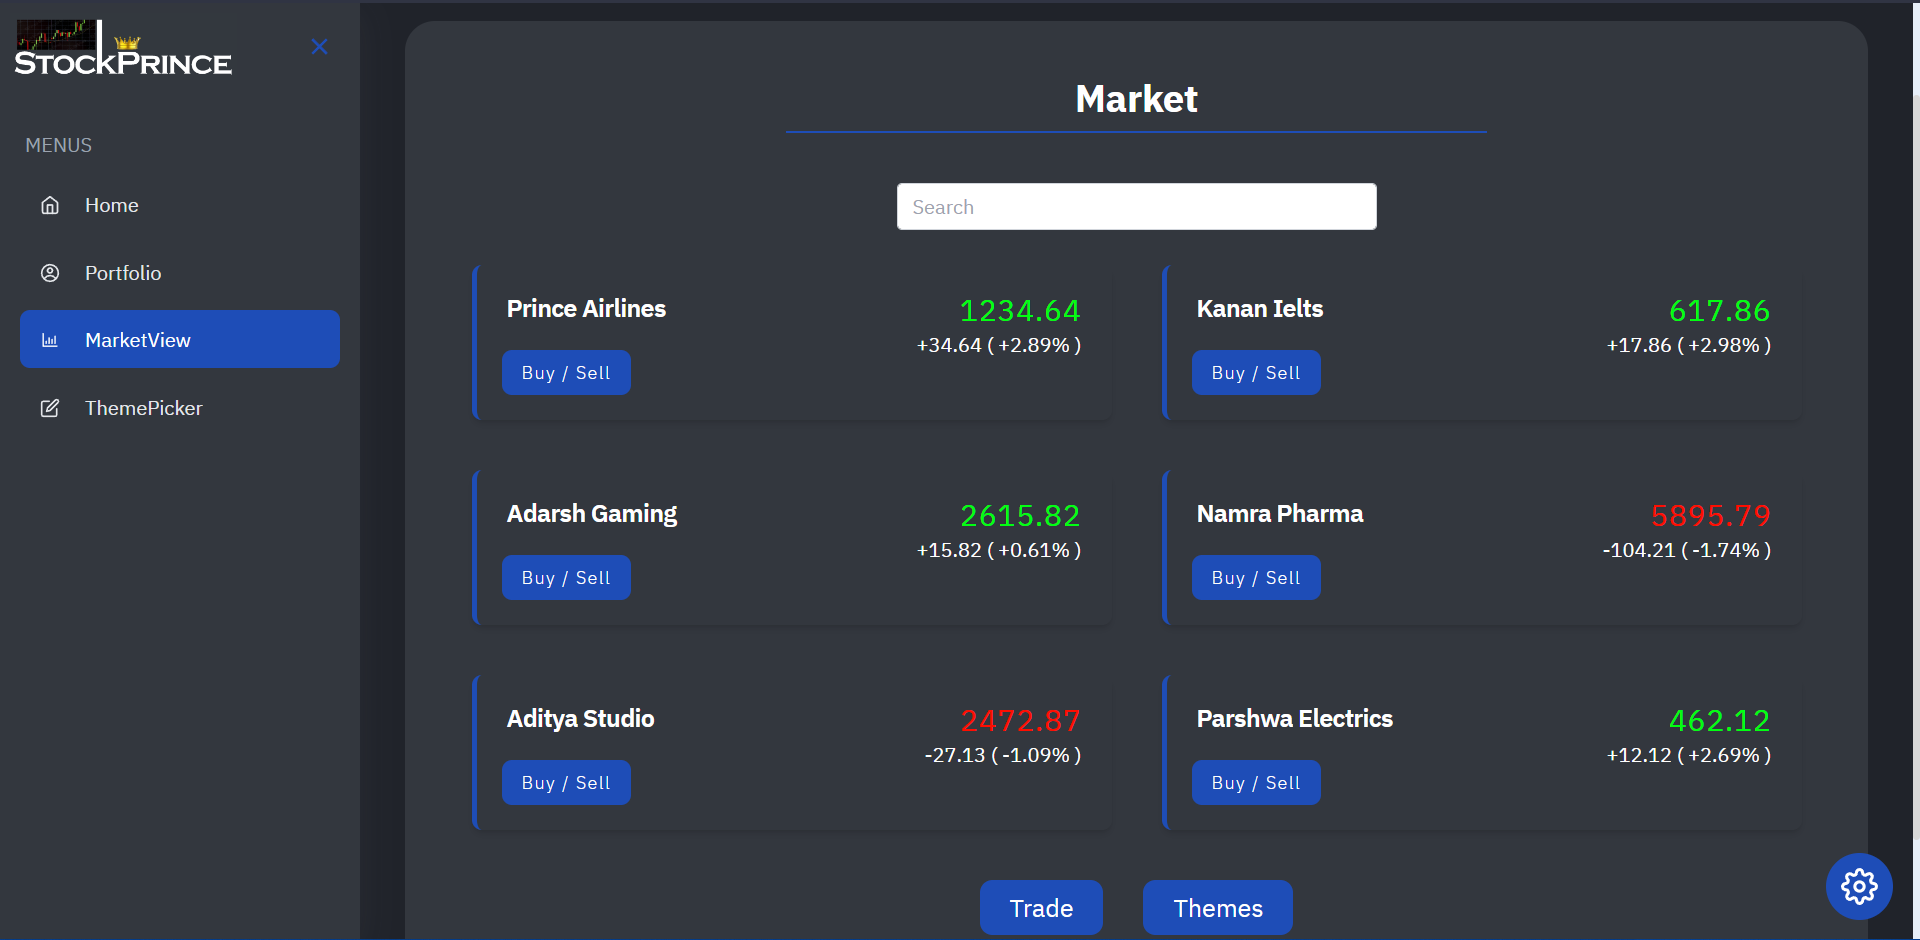 StockPrince
MENUS
Home
Portfolio
MarketView
ThemePicker
Market
Search
Prince Airlines
1234.64
+34.64 ( +2.89% )
Buy / Sell
Kanan Ielts
617.86
+17.86 ( +2.98% )
Buy / Sell
Adarsh Gaming
2615.82
+15.82 ( +0.61% )
Buy / Sell
Namra Pharma
5895.79
-104.21 ( -1.74% )
Buy / Sell
Aditya Studio
2472.87
-27.13 ( -1.09% )
Buy / Sell
Parshwa Electrics
462.12
+12.12 ( +2.69% )
Buy / Sell
Trade
Themes